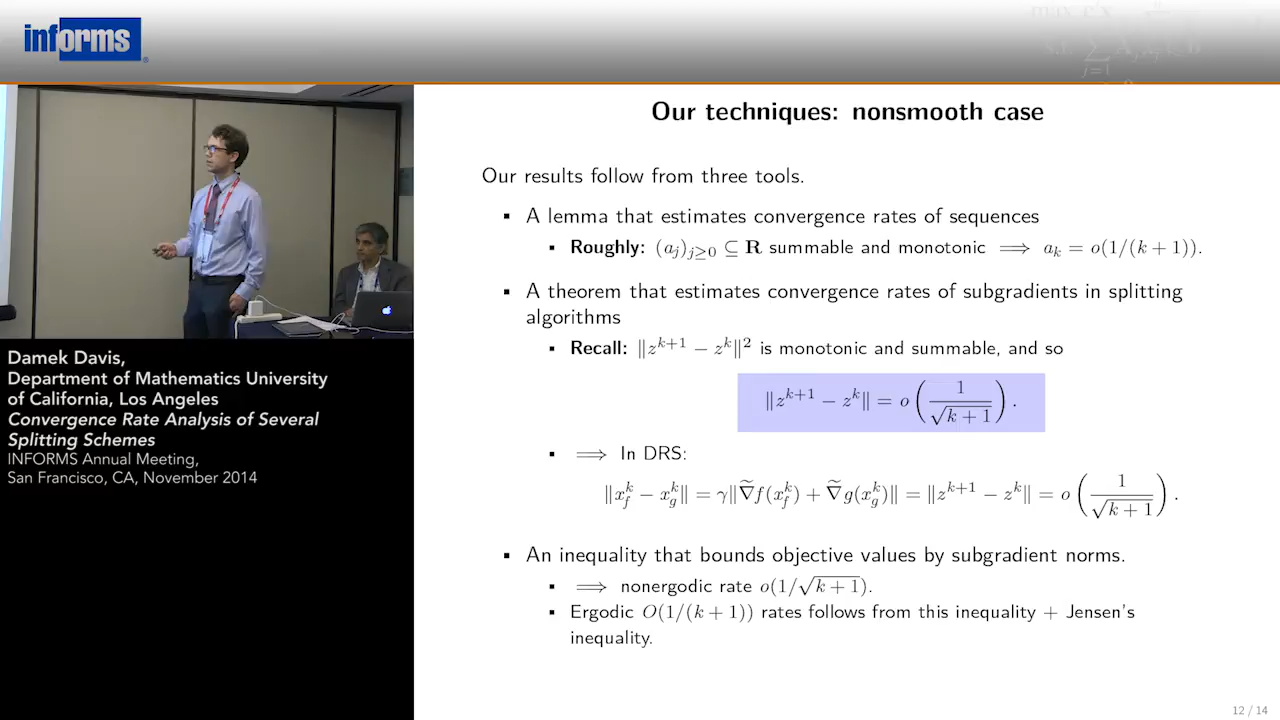 informs
Our techniques: nonsmooth case
Our results follow from three tools.
▪ A lemma that estimates convergence rates of sequences
▪ Roughly: (a_j)_{j≥0} ⊆ R summable and monotonic ⟹ a_k = o(1/(k + 1)).
▪ A theorem that estimates convergence rates of subgradients in splitting
algorithms
▪ Recall: ‖z^{k+1} − z^k‖² is monotonic and summable, and so
‖z^{k+1} − z^k‖ = o(1/√(k + 1)).
▪ ⟹ In DRS:
‖x_f^k − x_g^k‖ = γ‖∇̃f(x_f^k) + ∇̃g(x_g^k)‖ = ‖z^{k+1} − z^k‖ = o(1/√(k + 1)).
▪ An inequality that bounds objective values by subgradient norms.
▪ ⟹ nonergodic rate o(1/√(k + 1)).
▪ Ergodic O(1/(k + 1)) rates follows from this inequality + Jensen's
inequality.
12 / 14
Damek Davis,
Department of Mathematics University
of California, Los Angeles
Convergence Rate Analysis of Several
Splitting Schemes
INFORMS Annual Meeting,
San Francisco, CA, November 2014